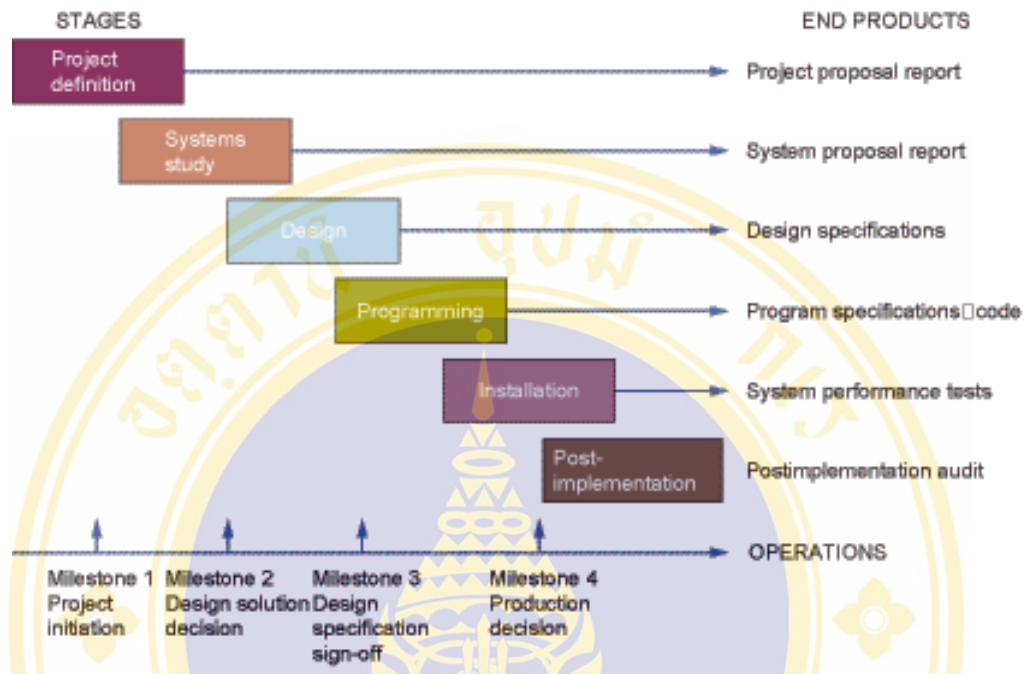 STAGES
END PRODUCTS
Project
definition
Project proposal report
Systems
study
System proposal report
Design
Design specifications
Programming
Program specifications□code
Installation
System performance tests
Post-
implementation
Postimplementation audit
OPERATIONS
Milestone 1
Project
initiation
Milestone 2
Design solution
decision
Milestone 3
Design
specification
sign-off
Milestone 4
Production
decision